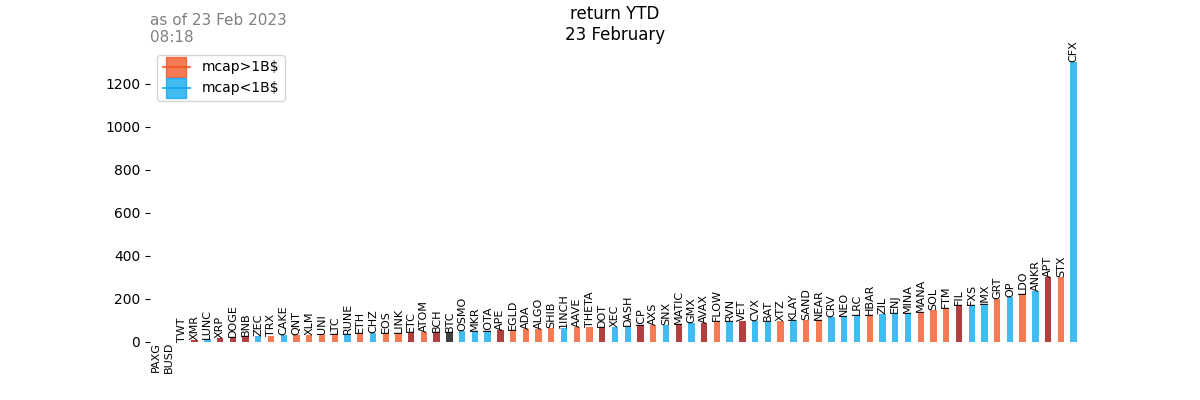 as of 23 Feb 2023
08:18
return YTD
23 February
mcap>1B$
mcap<1B$
1200
1000
800
600
400
200
0
PAXG
BUSD
TWT
XMR
LUNC
XRP
DOGE
BNB
ZEC
TRX
CAKE
QNT
XLM
UNI
LTC
RUNE
ETH
CHZ
EOS
LINK
ETC
ATOM
BCH
BTC
OSMO
MKR
IOTA
APE
EGLD
ADA
ALGO
SHIB
1INCH
AAVE
THETA
DOT
XEC
DASH
ICP
AXS
SNX
MATIC
GMX
AVAX
FLOW
RVN
VET
CVX
BAT
XTZ
KLAY
SAND
NEAR
CRV
NEO
LRC
HBAR
ZIL
ENJ
MINA
MANA
SOL
FTM
FIL
FXS
IMX
GRT
OP
LDO
ANKR
APT
STX
CFX